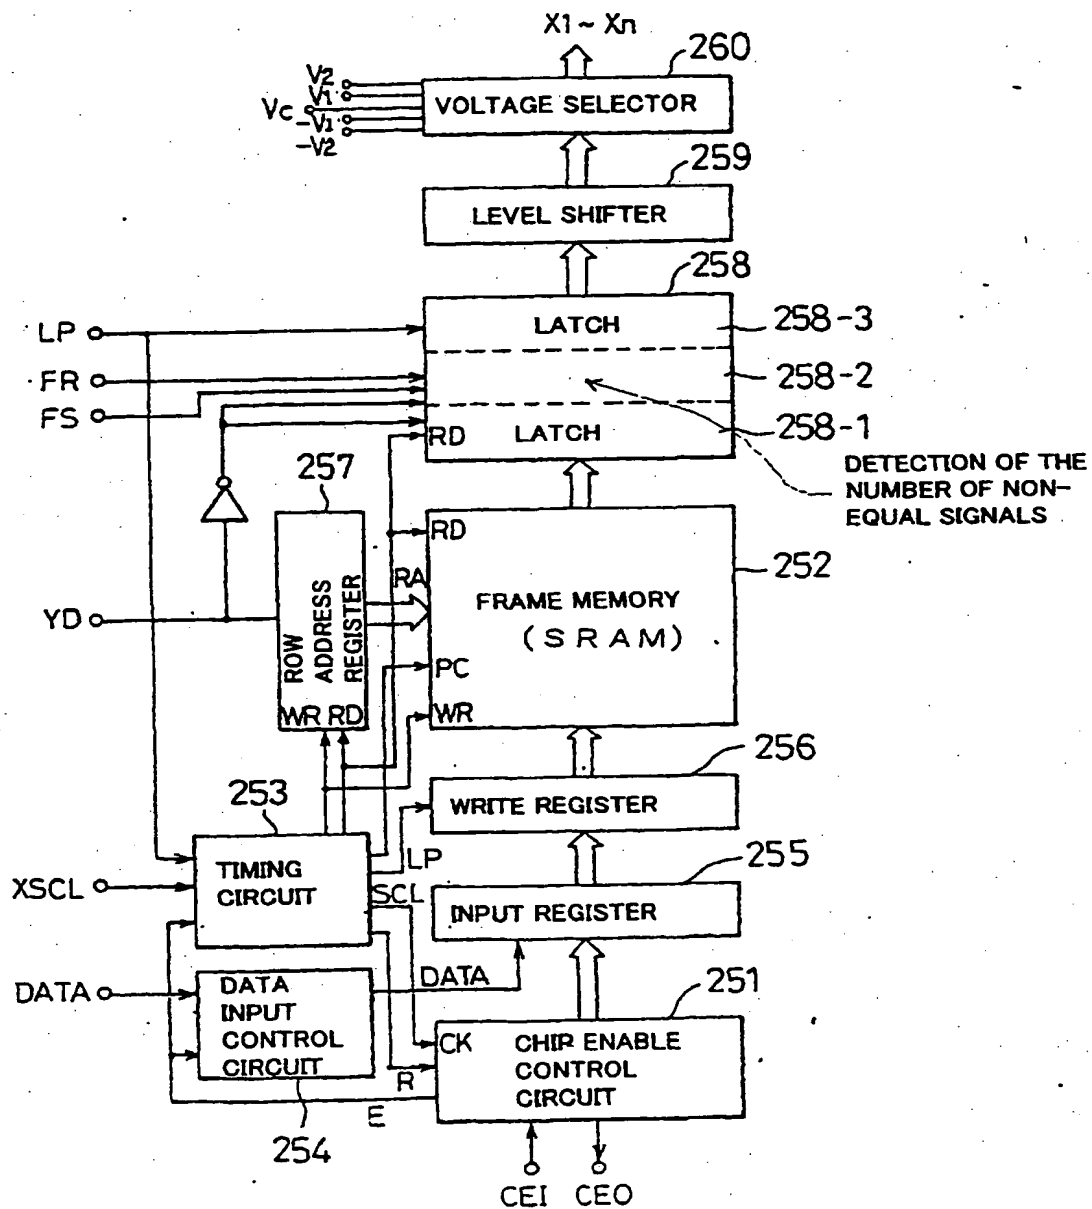 X1 ~ Xn
260
V2
V1
Vc
-V1
-V2
VOLTAGE SELECTOR
259
LEVEL SHIFTER
258
LP
LATCH
258-3
FR
258-2
FS
RD
LATCH
258-1
DETECTION OF THE
NUMBER OF NON-
EQUAL SIGNALS
257
RD
252
RA
FRAME MEMORY
(SRAM)
YD
ROW
ADDRESS
REGISTER
PC
WR RD
WR
256
253
WRITE REGISTER
LP
TIMING
CIRCUIT
255
XSCL
SCL
INPUT REGISTER
DATA
DATA
DATA
INPUT
CONTROL
CIRCUIT
251
CK
CHIP ENABLE
CONTROL
CIRCUIT
R
E
254
CEI CEO